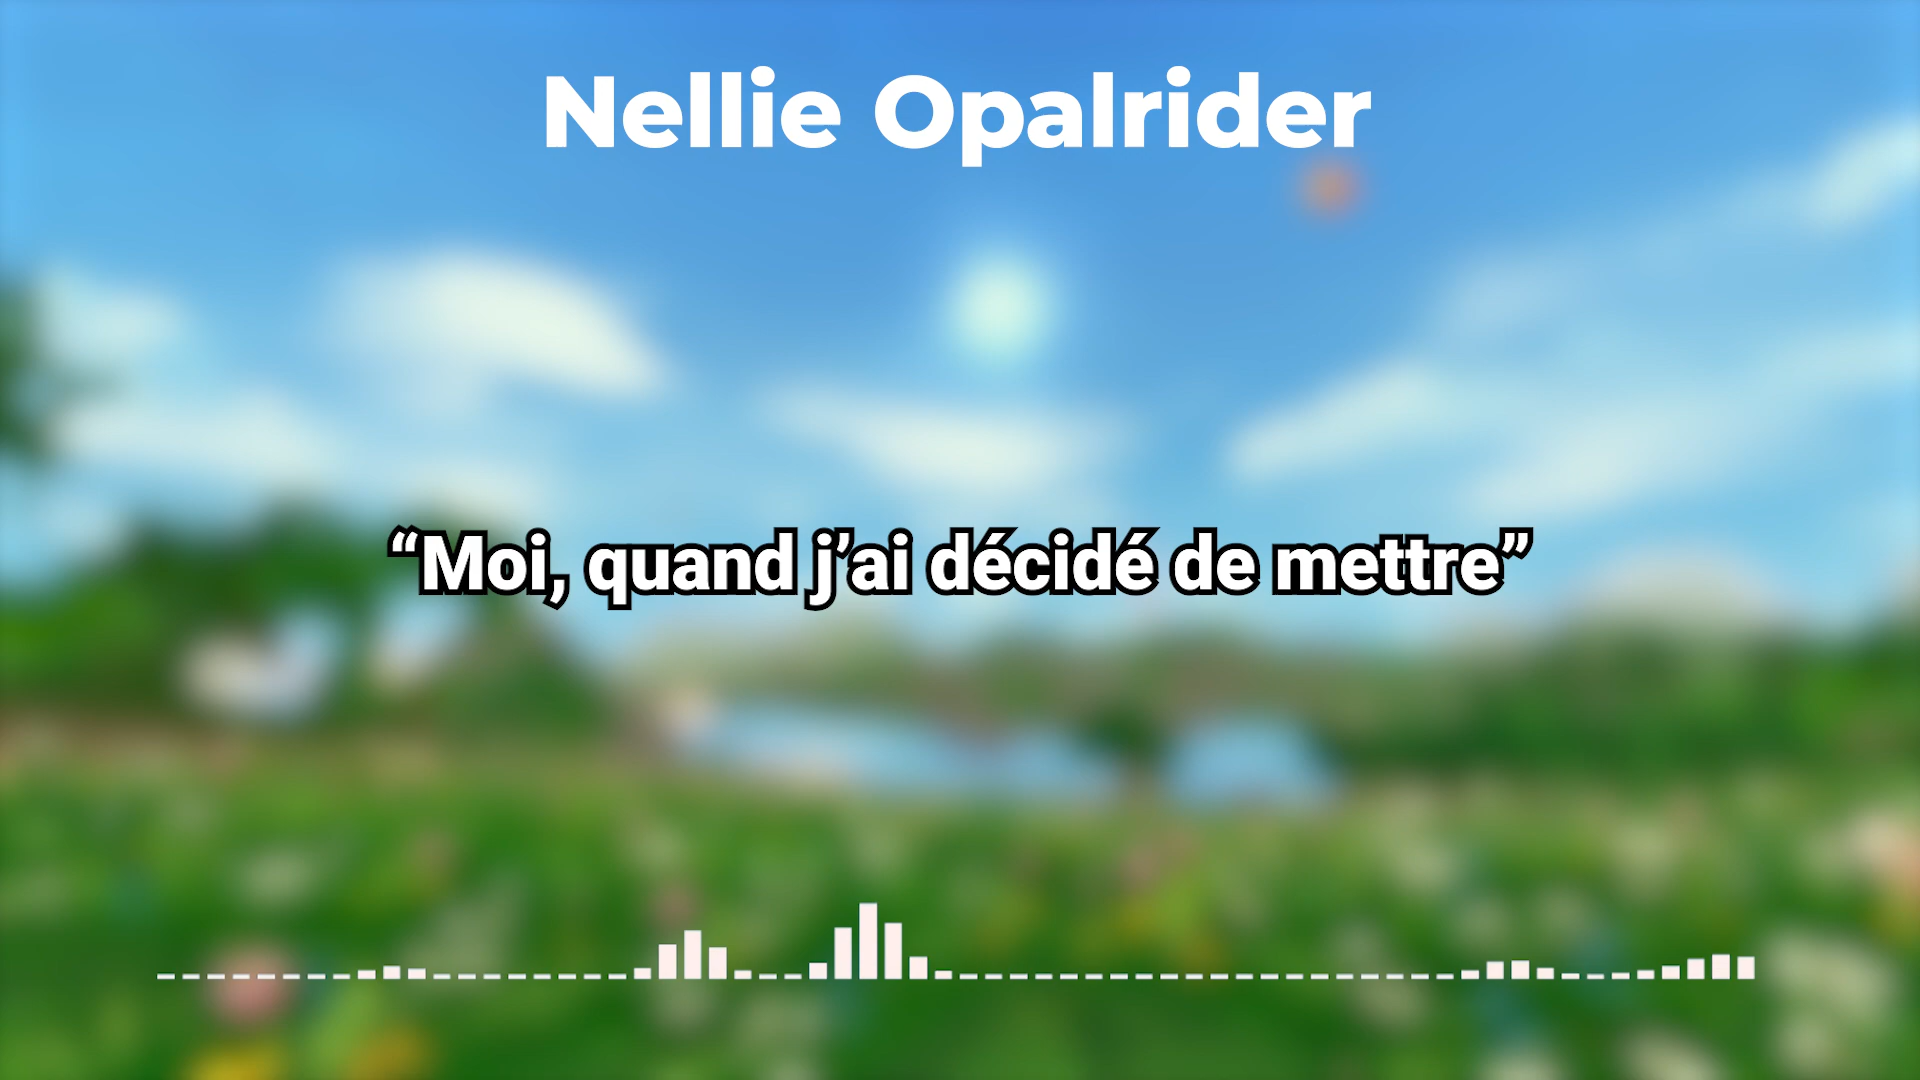 Nellie Opalrider
“Moi, quand j’ai décidé de mettre”